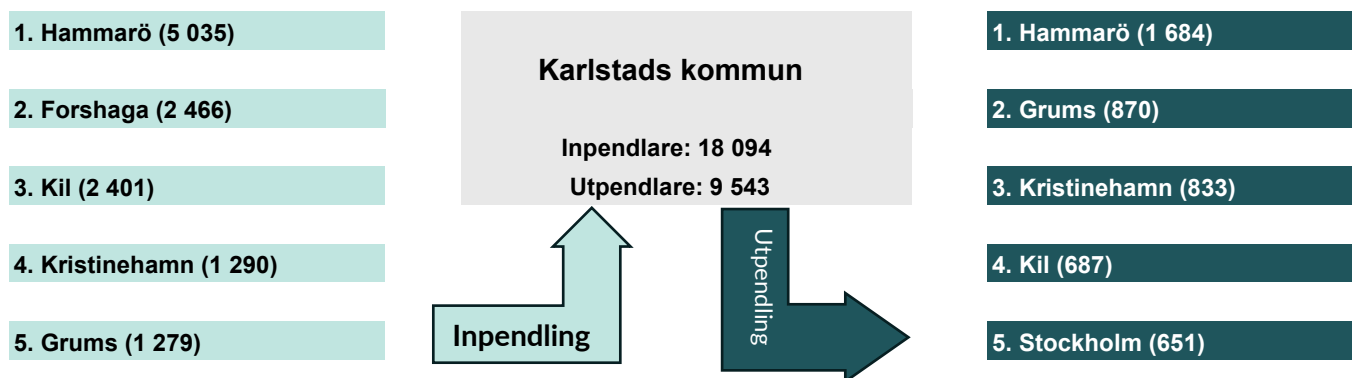 1. Hammarö (5 035)
2. Forshaga (2 466)
3. Kil (2 401)
4. Kristinehamn (1 290)
5. Grums (1 279)
Karlstads kommun
Inpendlare: 18 094
Utpendlare: 9 543
Inpendling
Utpendling
1. Hammarö (1 684)
2. Grums (870)
3. Kristinehamn (833)
4. Kil (687)
5. Stockholm (651)